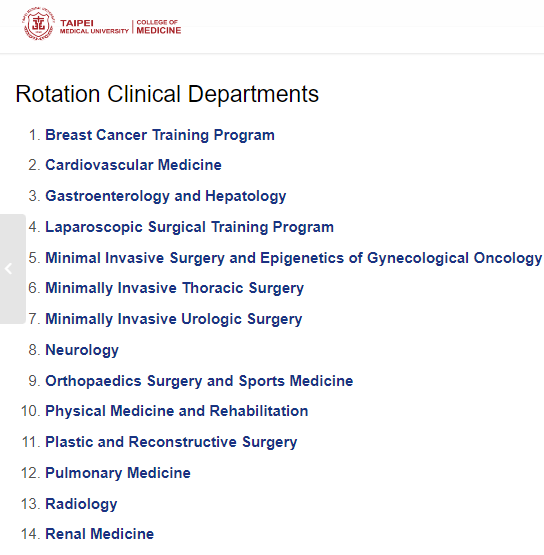 TAIPEI
MEDICAL UNIVERSITY
COLLEGE OF
MEDICINE
Rotation Clinical Departments
1. Breast Cancer Training Program
2. Cardiovascular Medicine
3. Gastroenterology and Hepatology
4. Laparoscopic Surgical Training Program
5. Minimal Invasive Surgery and Epigenetics of Gynecological Oncology
6. Minimally Invasive Thoracic Surgery
7. Minimally Invasive Urologic Surgery
8. Neurology
9. Orthopaedics Surgery and Sports Medicine
10. Physical Medicine and Rehabilitation
11. Plastic and Reconstructive Surgery
12. Pulmonary Medicine
13. Radiology
14. Renal Medicine